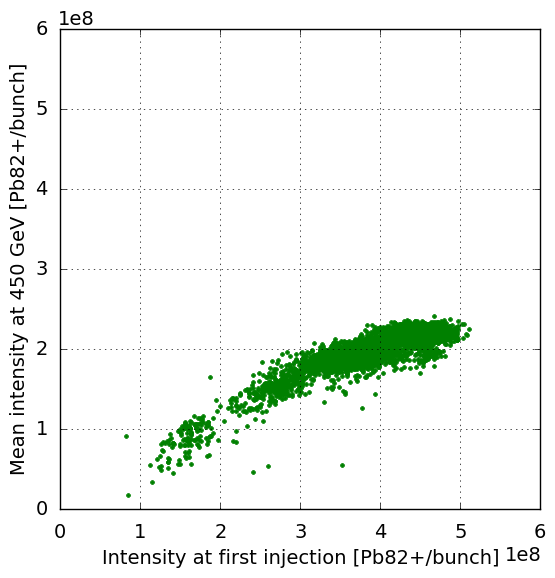 1e8
6
5
4
3
2
1
0
Mean intensity at 450 GeV [Pb82+/bunch]
0 1 2 3 4 5 6
1e8
Intensity at first injection [Pb82+/bunch]